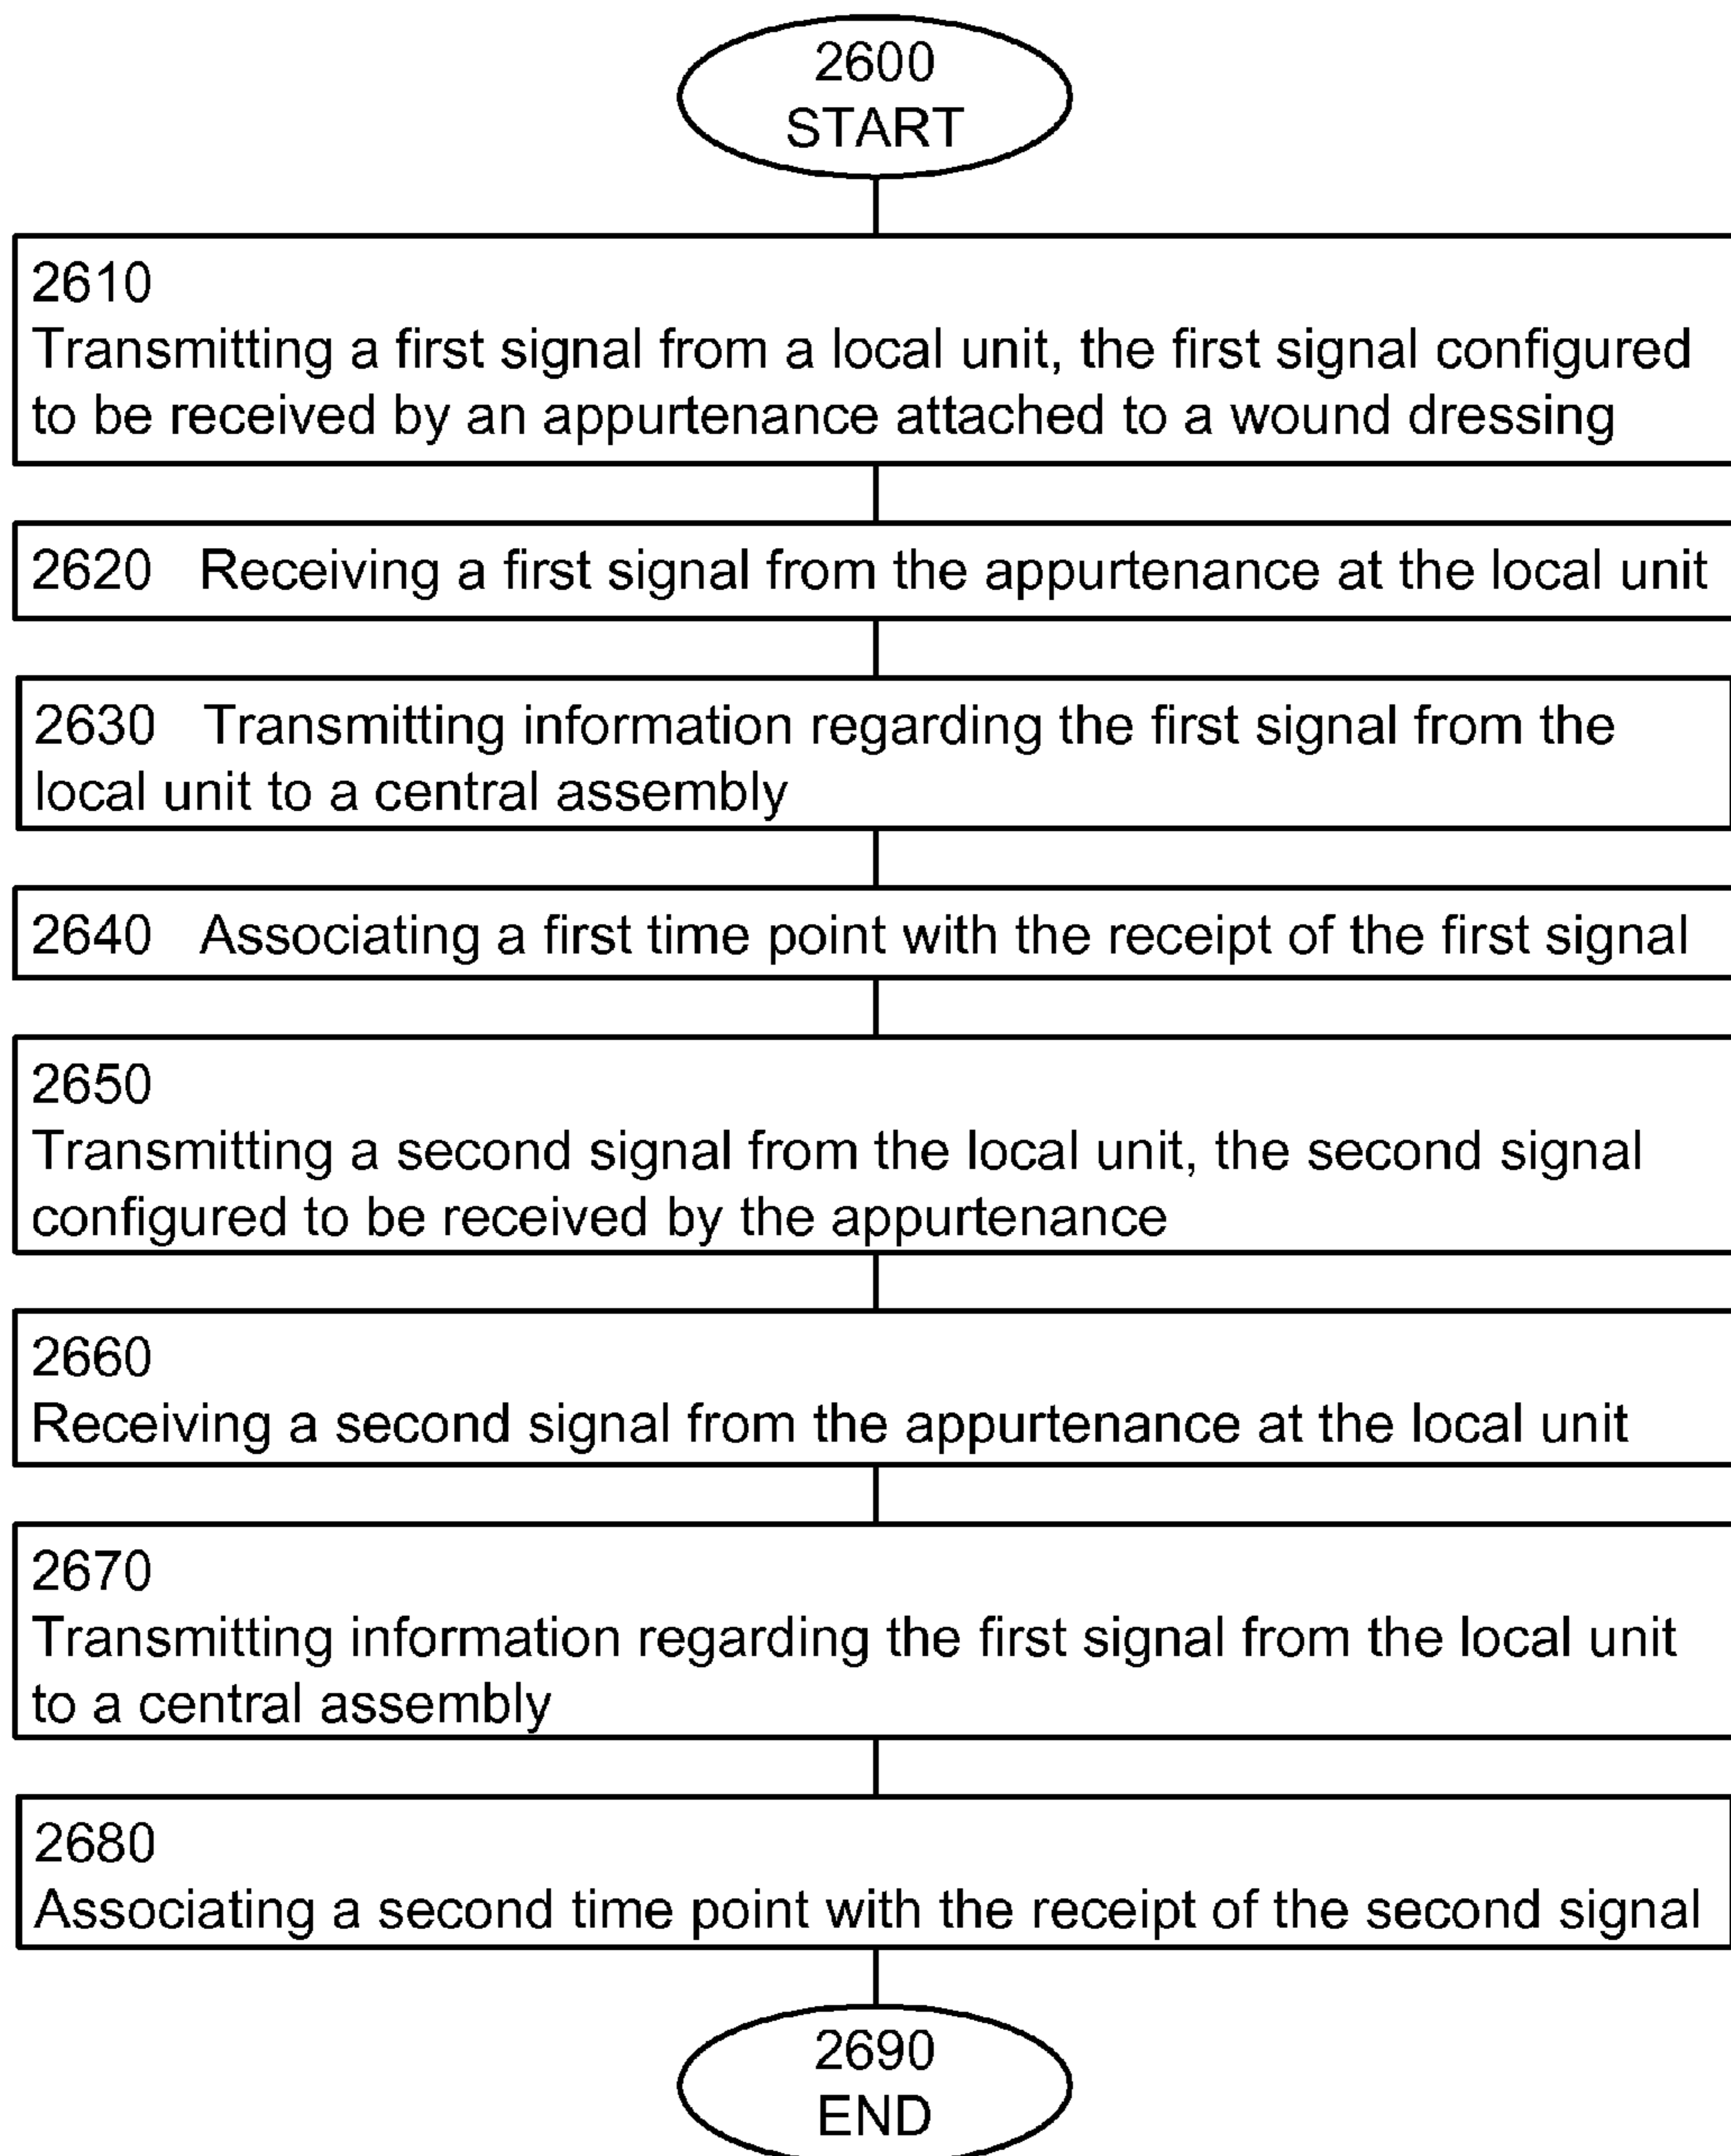 2600
START
2610
Transmitting a first signal from a local unit, the first signal configured
to be received by an appurtenance attached to a wound dressing
2620 Receiving a first signal from the appurtenance at the local unit
2630 Transmitting information regarding the first signal from the
local unit to a central assembly
2640 Associating a first time point with the receipt of the first signal
2650
Transmitting a second signal from the local unit, the second signal
configured to be received by the appurtenance
2660
Receiving a second signal from the appurtenance at the local unit
2670
Transmitting information regarding the first signal from the local unit
to a central assembly
2680
Associating a second time point with the receipt of the second signal
2690
END